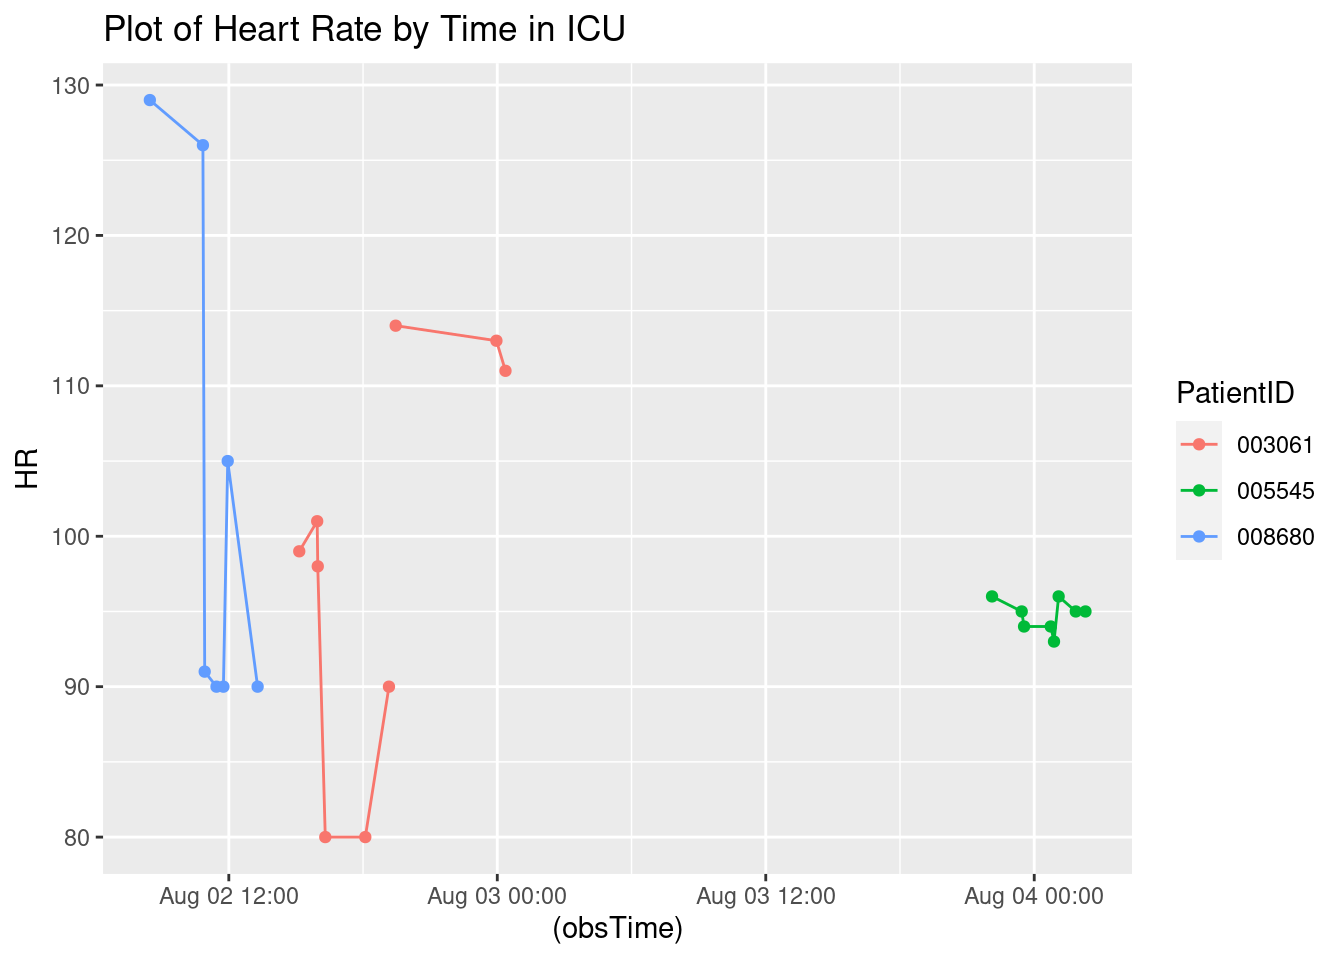 Plot of Heart Rate by Time in ICU
130
120
110
100
90
80
HR
Aug 02 12:00
Aug 03 00:00
Aug 03 12:00
Aug 04 00:00
(obsTime)
PatientID
003061
005545
008680